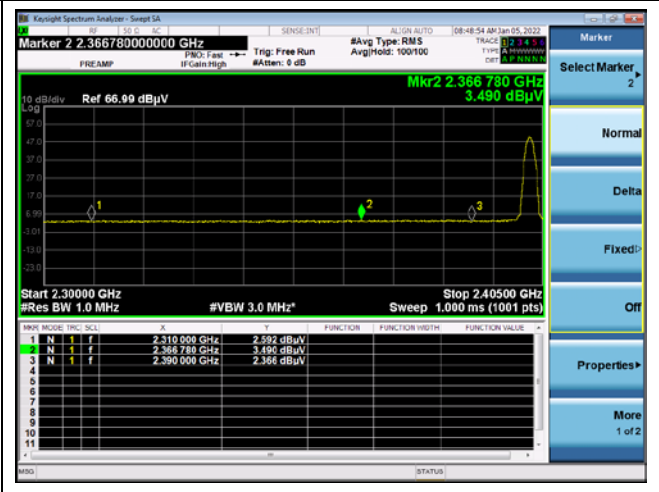 Keysight Spectrum Analyzer - Swept SA
RF 50 Ω AC SENSE:INT ALIGN AUTO 08:48:54 AM Jan 05, 2022
Marker 2 2.366780000000 GHz
PREAMP
PNO: Fast
IFGain:High
Trig: Free Run
#Atten: 0 dB
#Avg Type: RMS
Avg|Hold: 100/100
TRACE 1 2 3 4 5 6
TYPE A WWWWW
DET A P N N N N
Mkr2 2.366 780 GHz
3.490 dBµV
10 dB/div Ref 66.99 dBµV
Log
57.0
47.0
37.0
27.0
17.0
6.99
-3.01
-13.0
-23.0
1
2
3
Start 2.30000 GHz Stop 2.40500 GHz
#Res BW 1.0 MHz #VBW 3.0 MHz* Sweep 1.000 ms (1001 pts)
MKR MODE TRC SCL X Y FUNCTION FUNCTION WIDTH FUNCTION VALUE
1 N 1 f 2.310 000 GHz 2.592 dBµV
2 N 1 f 2.366 780 GHz 3.490 dBµV
3 N 1 f 2.390 000 GHz 2.366 dBµV
4
5
6
7
8
9
10
11
MSG STATUS
Marker
Select Marker
2
Normal
Delta
Fixed
Off
Properties
More
1 of 2